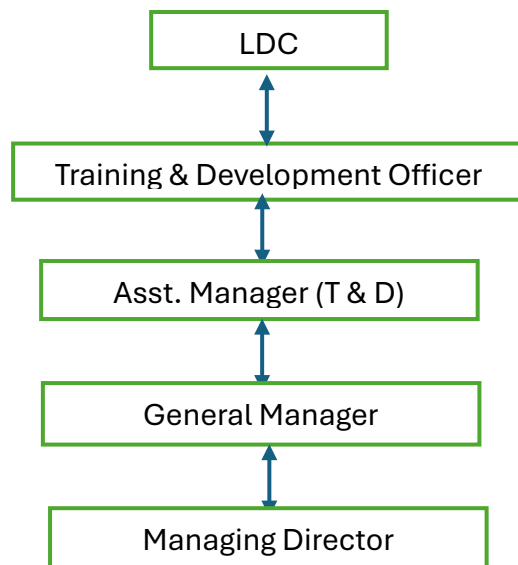 LDC
Training & Development Officer
Asst. Manager (T & D)
General Manager
Managing Director